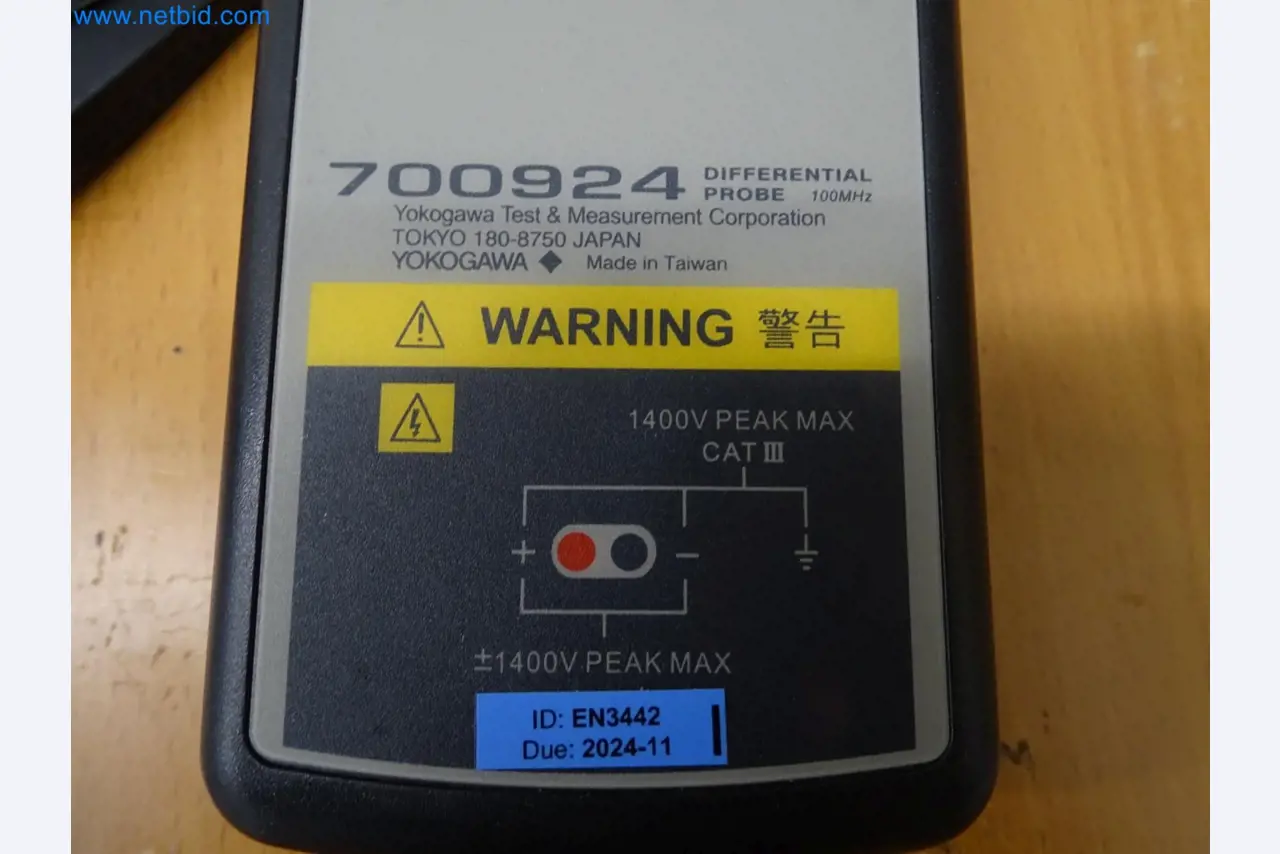 www.netbid.com
700924 DIFFERENTIAL
PROBE 100MHz
Yokogawa Test & Measurement Corporation
TOKYO 180-8750 JAPAN
YOKOGAWA ◆ Made in Taiwan
WARNING 警告
1400V PEAK MAX
CAT III
+ −
±1400V PEAK MAX
ID: EN3442
Due: 2024-11